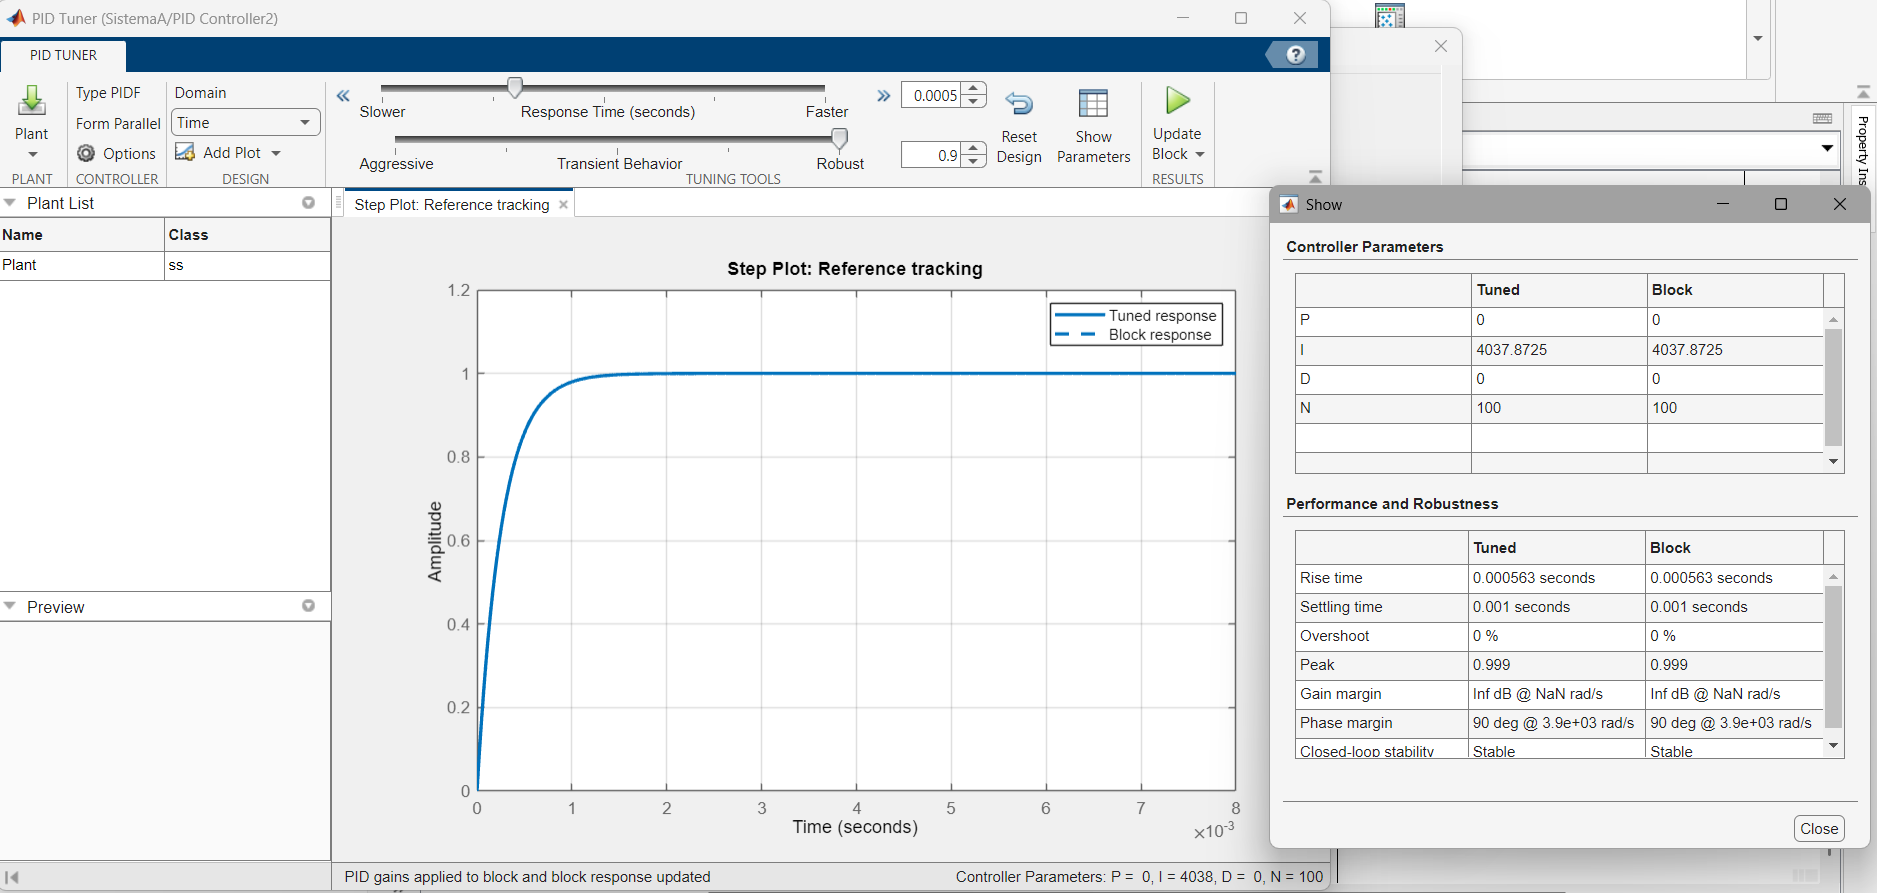 PID Tuner (SistemaA/PID Controller2)
PID TUNER
Plant
PLANT
Type PIDF
Form Parallel
Options
CONTROLLER
Domain
Time
Add Plot
DESIGN
Slower
Response Time (seconds)
Faster
0.0005
Aggressive
Transient Behavior
Robust
0.9
TUNING TOOLS
Reset
Design
Show
Parameters
Update
Block
RESULTS
Property Ins
Plant List
Name Class
Plant ss
Preview
Step Plot: Reference tracking
Step Plot: Reference tracking
Tuned response
Block response
Amplitude
1.2
1
0.8
0.6
0.4
0.2
0
0 1 2 3 4 5 6 7 8
Time (seconds)
×10-3
PID gains applied to block and block response updated
Controller Parameters: P = 0, I = 4038, D = 0, N = 100
Show
Controller Parameters
Tuned Block
P 0 0
I 4037.8725 4037.8725
D 0 0
N 100 100
Performance and Robustness
Tuned Block
Rise time 0.000563 seconds 0.000563 seconds
Settling time 0.001 seconds 0.001 seconds
Overshoot 0 % 0 %
Peak 0.999 0.999
Gain margin Inf dB @ NaN rad/s Inf dB @ NaN rad/s
Phase margin 90 deg @ 3.9e+03 rad/s 90 deg @ 3.9e+03 rad/s
Closed-loop stability Stable Stable
Close